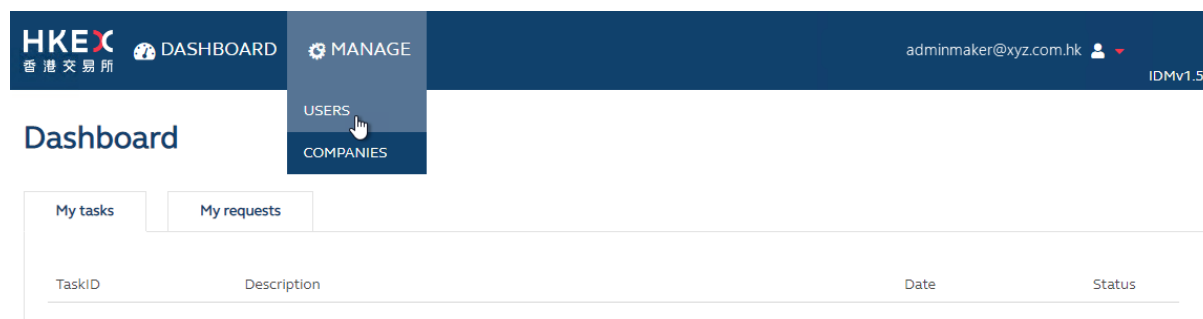 HKEX
香港交易所
DASHBOARD
MANAGE
adminmaker@xyz.com.hk
IDMv1.5
USERS
COMPANIES
Dashboard
My tasks
My requests
TaskID Description Date Status